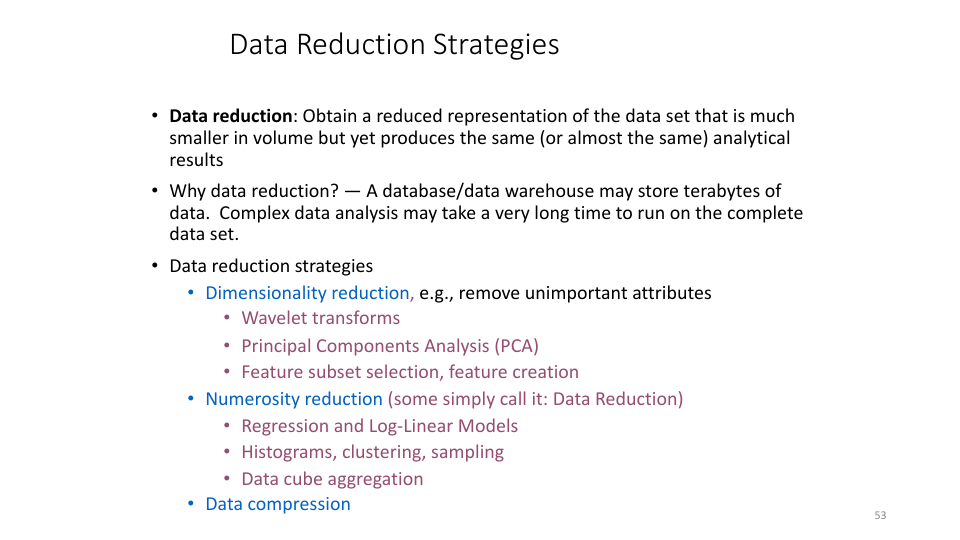 Data Reduction Strategies
• Data reduction: Obtain a reduced representation of the data set that is much
smaller in volume but yet produces the same (or almost the same) analytical
results
• Why data reduction? — A database/data warehouse may store terabytes of
data.  Complex data analysis may take a very long time to run on the complete
data set.
• Data reduction strategies
• Dimensionality reduction, e.g., remove unimportant attributes
• Wavelet transforms
• Principal Components Analysis (PCA)
• Feature subset selection, feature creation
• Numerosity reduction (some simply call it: Data Reduction)
• Regression and Log-Linear Models
• Histograms, clustering, sampling
• Data cube aggregation
• Data compression
53